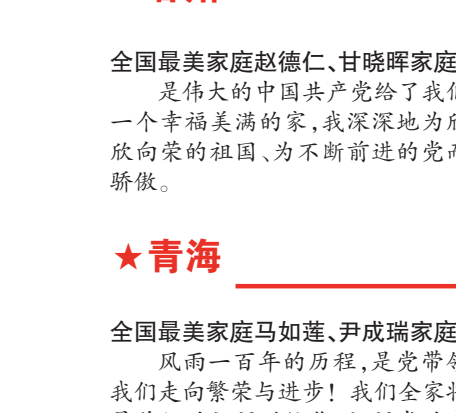 全国最美家庭赵德仁、甘晓晖家庭
是伟大的中国共产党给了我们
一个幸福美满的家,我深深地为欣
欣向荣的祖国、为不断前进的党而
骄傲。
★青海
全国最美家庭马如莲、尹成瑞家庭
风雨一百年的历程,是党带领
我们走向繁荣与进步!我们全家将